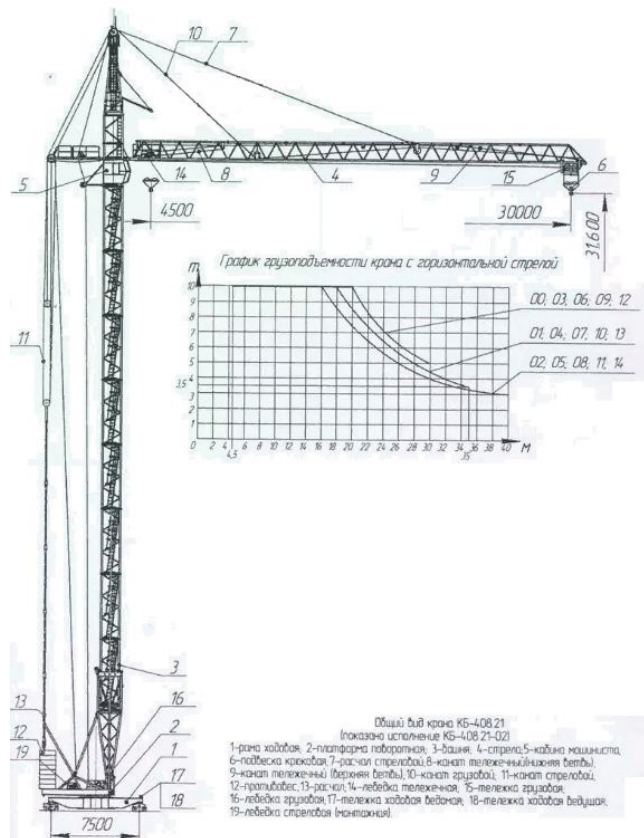 10
7
5
14
8
4
9
15
6
4500
30000
31.600
График грузоподъемности крана с горизонтальной стрелой
т
10
9
8
7
6
5
4
3,5
3
2
1
0
00; 03; 06; 09; 12
01; 04; 07; 10; 13
02; 05; 08; 11; 14
0 2 4 6 8 10 12 14 16 18 20 22 24 26 28 30 32 34 36 38 40
4,5
35
М
11
3
13
12
19
16
2
1
17
18
7500
Общий вид крана КБ-408.21
(показано исполнение КБ-408.21-02)
1-рама ходовая; 2-платформа поворотная; 3-башня; 4-стрела; 5-кабина машиниста;
6-подвеска крюковая; 7-расчал стреловой; 8-канат тележечный(нижняя ветвь);
9-канат тележечный (верхняя ветвь); 10-канат грузовой; 11-канат стреловой;
12-противовес; 13-расчал; 14-лебедка тележечная; 15-тележка грузовая;
16-лебедка грузовая; 17-тележка ходовая ведомая; 18-тележка ходовая ведущая;
19-лебедка стреловая (монтажная).